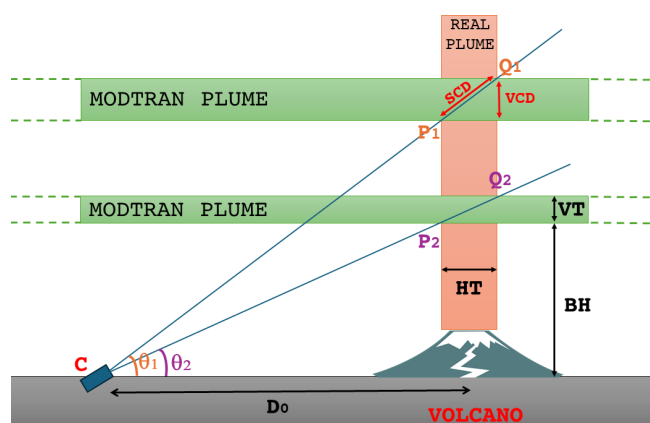 REAL
PLUME
Q1
MODTRAN PLUME
SCD
VCD
P1
Q2
MODTRAN PLUME
VT
P2
HT
BH
C
θ1
θ2
D0
VOLCANO